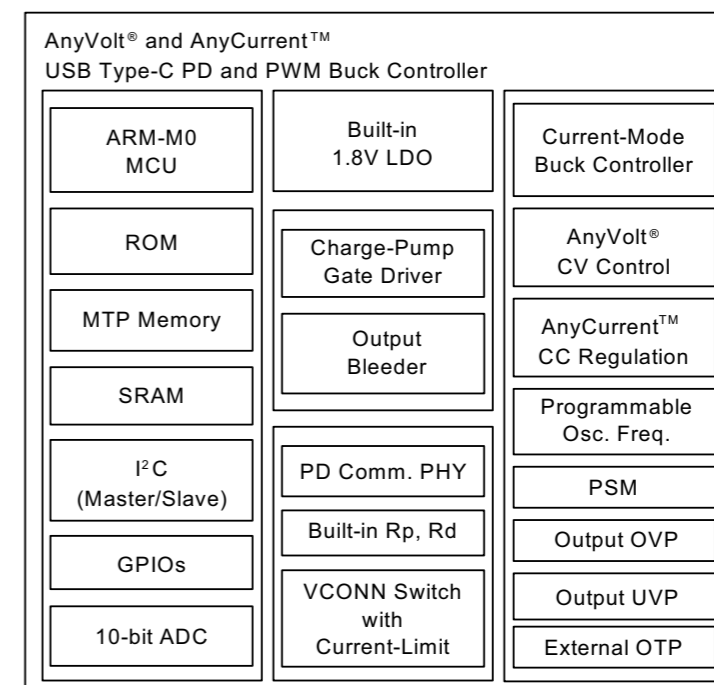 AnyVolt® and AnyCurrent™
USB Type-C PD and PWM Buck Controller
ARM-M0
MCU
ROM
MTP Memory
SRAM
I²C
(Master/Slave)
GPIOs
10-bit ADC
Built-in
1.8V LDO
Charge-Pump
Gate Driver
Output
Bleeder
PD Comm. PHY
Built-in Rp, Rd
VCONN Switch
with
Current-Limit
Current-Mode
Buck Controller
AnyVolt®
CV Control
AnyCurrent™
CC Regulation
Programmable
Osc. Freq.
PSM
Output OVP
Output UVP
External OTP